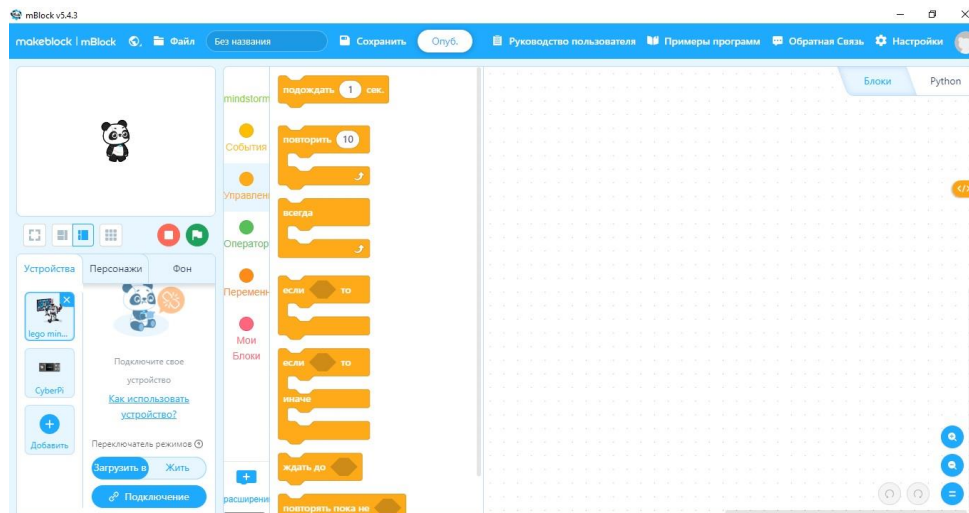 mBlock v5.4.3
makeblock | mBlock Файл Без названия Сохранить Опуб. Руководство пользователя Примеры программ Обратная Связь Настройки
Блоки Python
mindstorm
События
Управлен
Оператор
Переменн
Мои
Блоки
расширени
подождать 1 сек.
повторить 10
всегда
если то
если то
иначе
ждать до
повторять пока не
Устройства Персонажи Фон
lego min...
CyberPi
Добавить
Подключите свое
устройство
Как использовать
устройство?
Переключатель режимов
Загрузить в Жить
Подключение